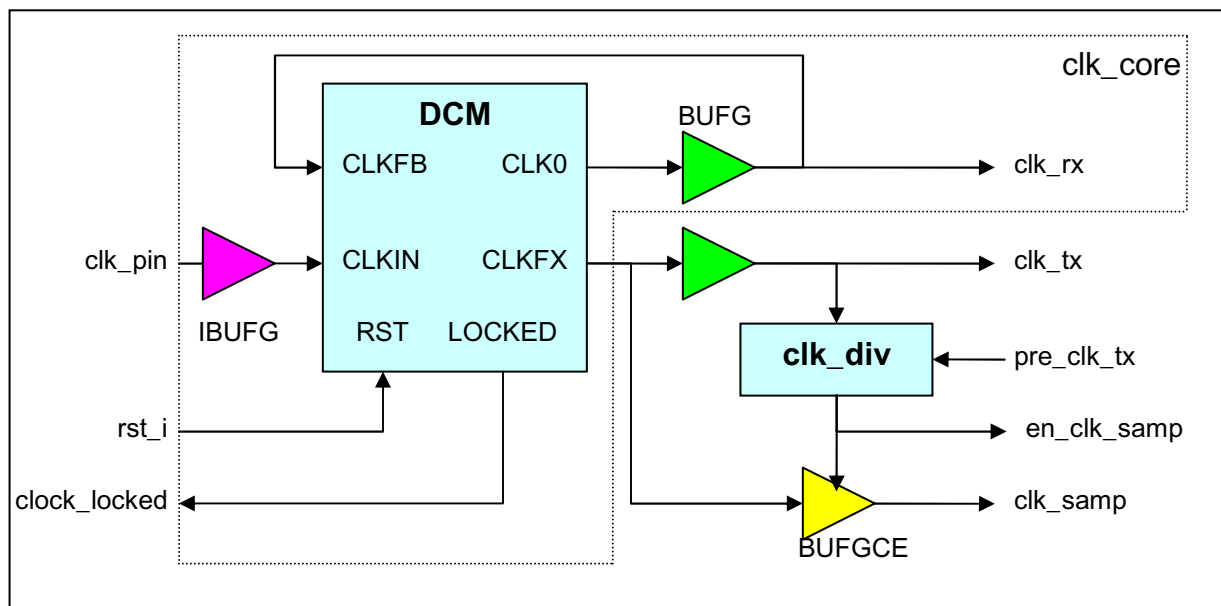 clk_core
DCM
BUFG
CLKFB
CLK0
clk_rx
clk_pin
CLKIN
CLKFX
clk_tx
IBUFG
RST
LOCKED
clk_div
pre_clk_tx
rst_i
en_clk_samp
clock_locked
clk_samp
BUFGCE